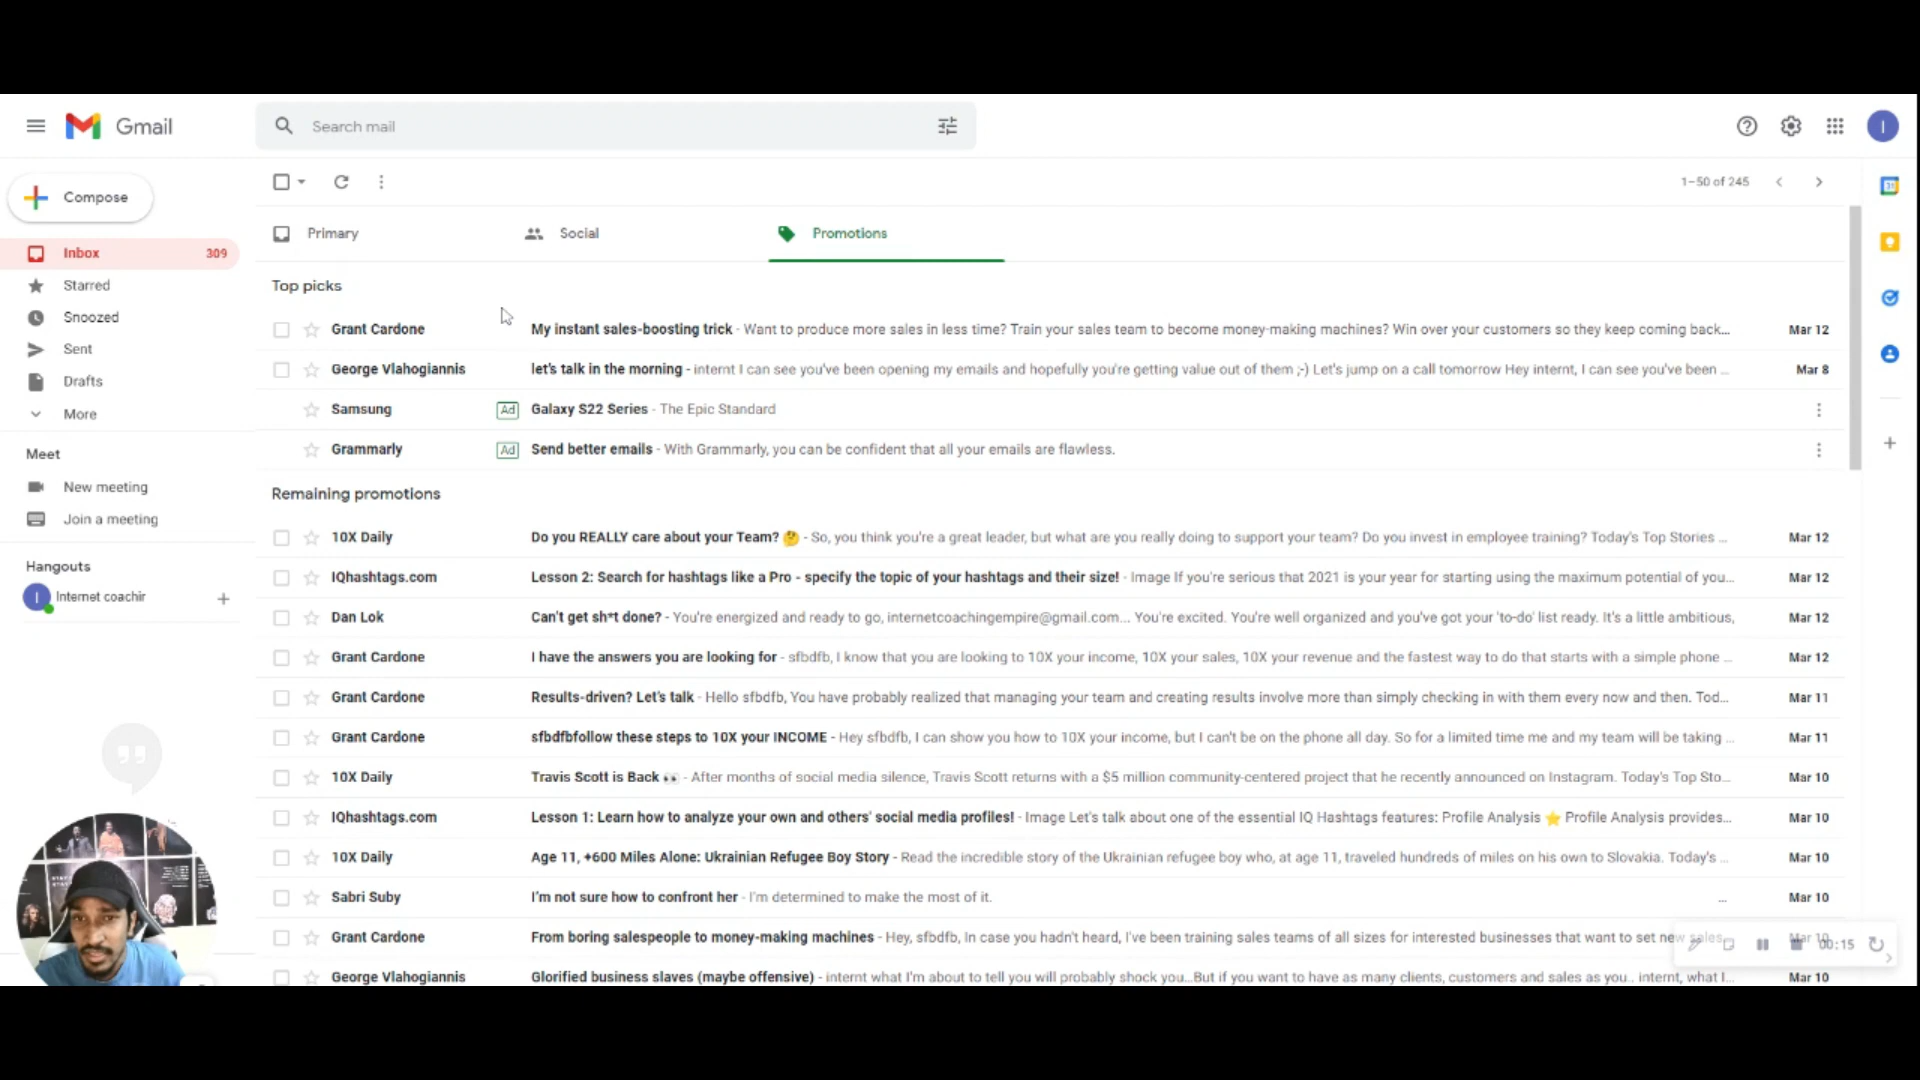 Gmail
Search mail
Compose
1–50 of 245
Primary
Social
Promotions
Inbox 309
Starred
Snoozed
Sent
Drafts
More
Meet
New meeting
Join a meeting
Hangouts
I Internet coachir
Top picks
Grant Cardone My instant sales-boosting trick - Want to produce more sales in less time? Train your sales team to become money-making machines? Win over your customers so they keep coming back... Mar 12
George Vlahogiannis let's talk in the morning - internt I can see you've been opening my emails and hopefully you're getting value out of them ;-) Let's jump on a call tomorrow Hey internt, I can see you've been ... Mar 8
Samsung Ad Galaxy S22 Series - The Epic Standard
Grammarly Ad Send better emails - With Grammarly, you can be confident that all your emails are flawless.
Remaining promotions
10X Daily Do you REALLY care about your Team? 🤔 - So, you think you're a great leader, but what are you really doing to support your team? Do you invest in employee training? Today's Top Stories ... Mar 12
IQhashtags.com Lesson 2: Search for hashtags like a Pro - specify the topic of your hashtags and their size! - Image If you're serious that 2021 is your year for starting using the maximum potential of you... Mar 12
Dan Lok Can't get sh*t done? - You're energized and ready to go, internetcoachingempire@gmail.com... You're excited. You're well organized and you've got your 'to-do' list ready. It's a little ambitious, Mar 12
Grant Cardone I have the answers you are looking for - sfbdfb, I know that you are looking to 10X your income, 10X your sales, 10X your revenue and the fastest way to do that starts with a simple phone ... Mar 12
Grant Cardone Results-driven? Let's talk - Hello sfbdfb, You have probably realized that managing your team and creating results involve more than simply checking in with them every now and then. Tod... Mar 11
Grant Cardone sfbdfbfollow these steps to 10X your INCOME - Hey sfbdfb, I can show you how to 10X your income, but I can't be on the phone all day. So for a limited time me and my team will be taking ... Mar 11
10X Daily Travis Scott is Back 👀 - After months of social media silence, Travis Scott returns with a $5 million community-centered project that he recently announced on Instagram. Today's Top Sto... Mar 10
IQhashtags.com Lesson 1: Learn how to analyze your own and others' social media profiles! - Image Let's talk about one of the essential IQ Hashtags features: Profile Analysis ⭐ Profile Analysis provides... Mar 10
10X Daily Age 11, +600 Miles Alone: Ukrainian Refugee Boy Story - Read the incredible story of the Ukrainian refugee boy who, at age 11, traveled hundreds of miles on his own to Slovakia. Today's ... Mar 10
Sabri Suby I'm not sure how to confront her - I'm determined to make the most of it. ... Mar 10
Grant Cardone From boring salespeople to money-making machines - Hey, sfbdfb, In case you hadn't heard, I've been training sales teams of all sizes for interested businesses that want to set new sales... Mar 10
00:15
George Vlahogiannis Glorified business slaves (maybe offensive) - internt what I'm about to tell you will probably shock you...But if you want to have as many clients, customers and sales as you.. internt, what I... Mar 10
I
31